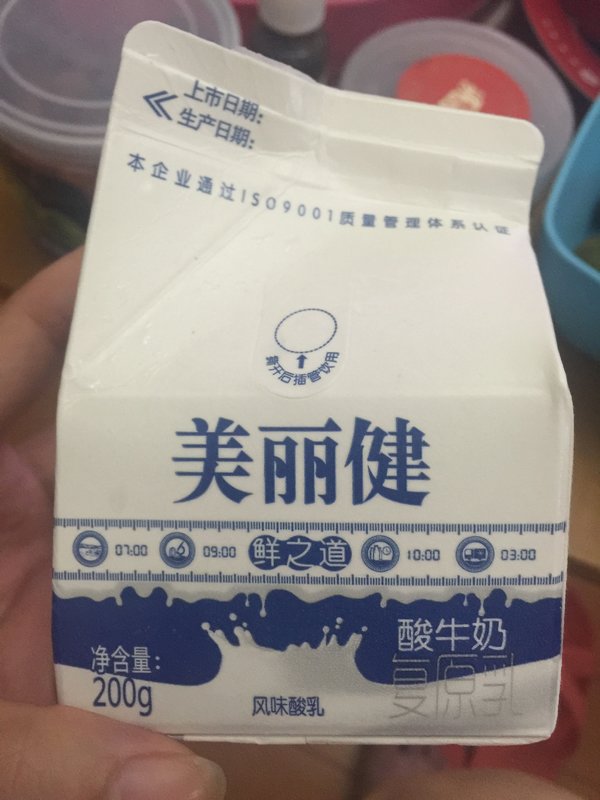 上市日期:
生产日期:
本企业通过ISO9001质量管理体系认证
撕开后插管饮用
美丽健
07:00 09:00 鲜之道 10:00 03:00
酸牛奶
复原乳
净含量:
200g
风味酸乳